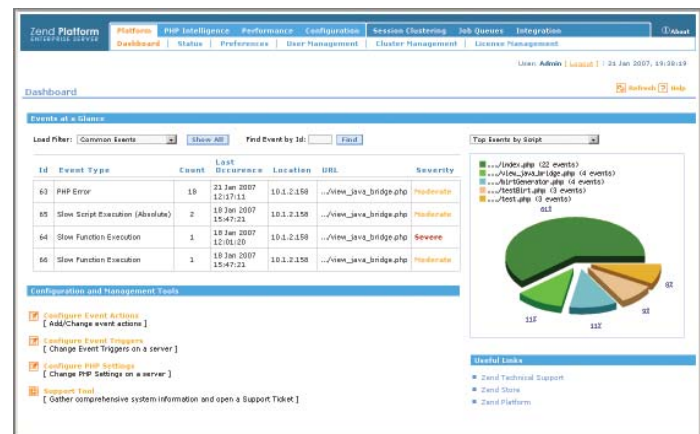 Zend Platform
ENTERPRISE SERVER
Platform PHP Intelligence Performance Configuration Session Clustering Job Queues Integration About
Dashboard | Status | Preferences | User Management | Cluster Management | License Management
User: Admin [ Logout ] | 21 Jan 2007, 19:38:19
Dashboard
Refresh ? Help
Events at a Glance
Load Filter: Common Events Show All Find Event by Id: Find
Top Events by Script
Id Event Type Count Last Occurence Location URL Severity
63 PHP Error 18 21 Jan 2007 12:17:11 10.1.2.158 .../view_java_bridge.php Moderate
65 Slow Script Execution (Absolute) 2 18 Jan 2007 15:47:21 10.1.2.158 .../view_java_bridge.php Moderate
64 Slow Function Execution 1 18 Jan 2007 12:01:20 10.1.2.158 .../view_java_bridge.php Severe
66 Slow Function Execution 1 18 Jan 2007 15:47:21 10.1.2.158 .../view_java_bridge.php Moderate
.../index.php (22 events)
.../view_java_bridge.php (4 events)
.../birtGenerator.php (4 events)
.../testBirt.php (3 events)
.../test.php (3 events)
61%
8%
11%
11%
Configuration and Management Tools
Configure Event Actions
[ Add/Change event actions ]
Configure Event Triggers
[ Change Event Triggers on a server ]
Configure PHP Settings
[ Change PHP Settings on a server ]
Support Tool
[ Gather comprehensive system information and open a Support Ticket ]
Useful Links
Zend Technical Support
Zend Store
Zend Platform